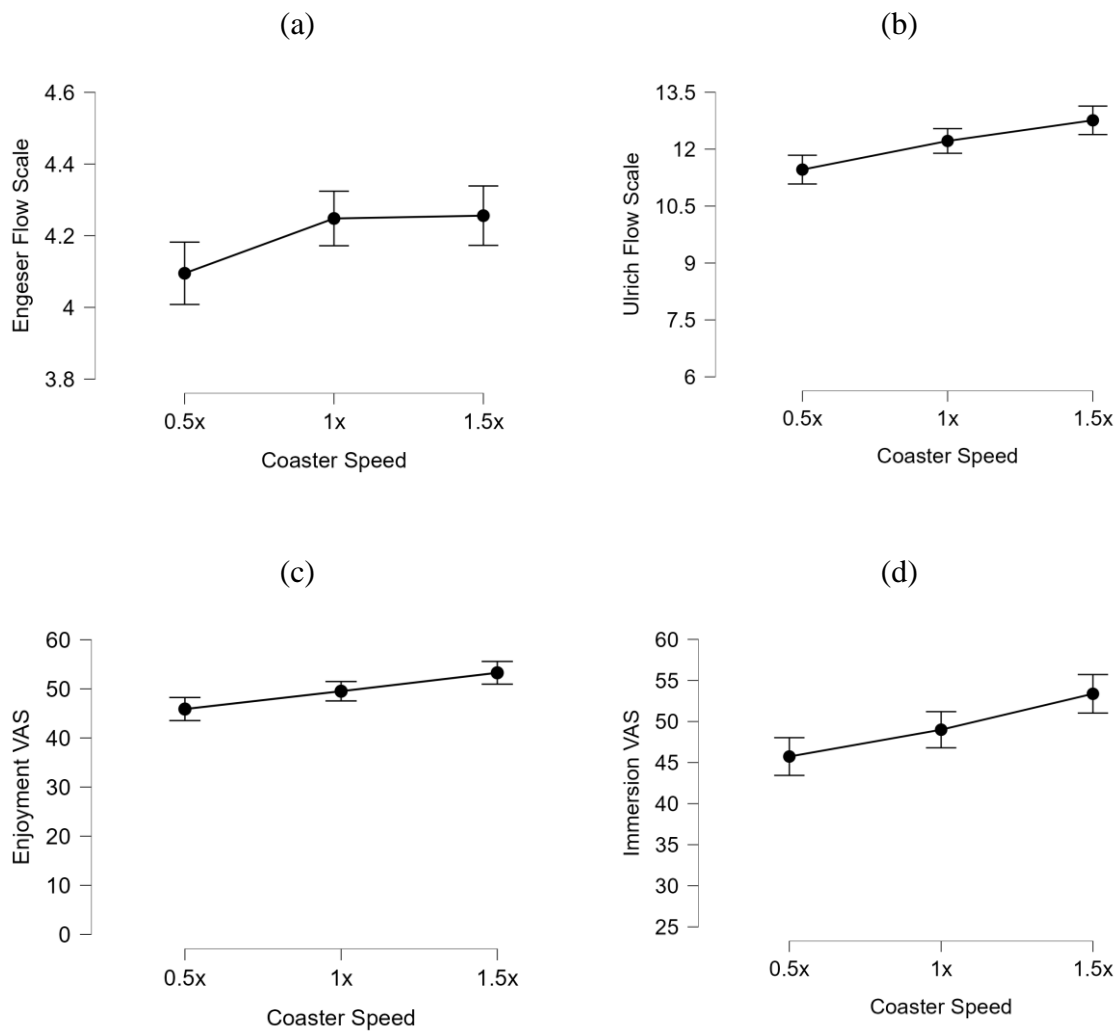 (a)
4.6
4.4
4.2
4
3.8
Engeser Flow Scale
0.5x 1x 1.5x
Coaster Speed
(b)
13.5
12
10.5
9
7.5
6
Ulrich Flow Scale
0.5x 1x 1.5x
Coaster Speed
(c)
60
50
40
30
20
10
0
Enjoyment VAS
0.5x 1x 1.5x
Coaster Speed
(d)
60
55
50
45
40
35
30
25
Immersion VAS
0.5x 1x 1.5x
Coaster Speed